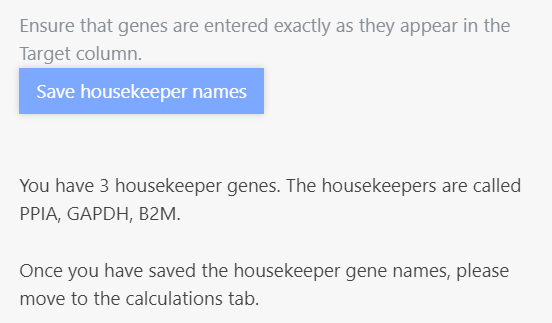 Ensure that genes are entered exactly as they appear in the
Target column.
Save housekeeper names
You have 3 housekeeper genes. The housekeepers are called
PPIA, GAPDH, B2M.
Once you have saved the housekeeper gene names, please
move to the calculations tab.